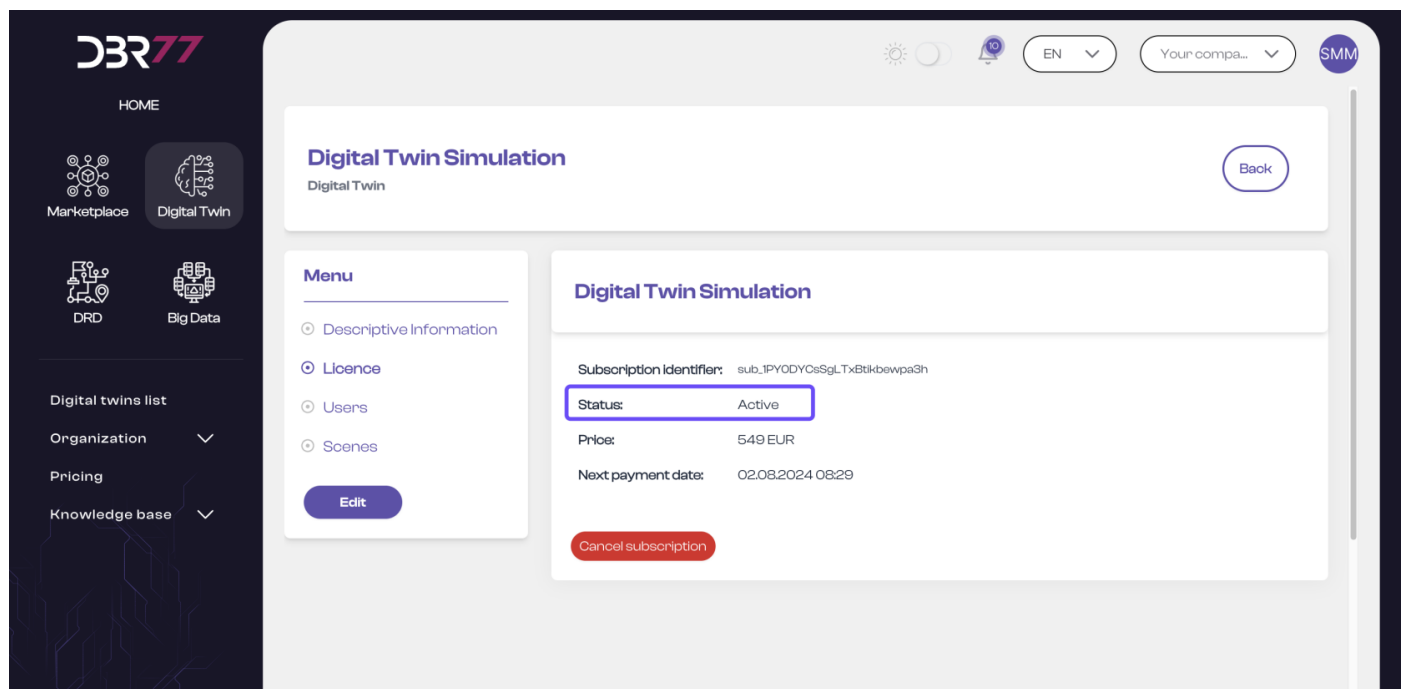 DBR77
10
EN
Your compa...
SMM
HOME
Marketplace
Digital Twin
DRD
Big Data
Digital twins list
Organization
Pricing
Knowledge base
Digital Twin Simulation
Digital Twin
Back
Menu
Descriptive Information
Licence
Users
Scenes
Edit
Digital Twin Simulation
Subscription identifier: sub_1PY0DYCsSgLTxBtikbewpa3h
Status: Active
Price: 549 EUR
Next payment date: 02.08.2024 08:29
Cancel subscription